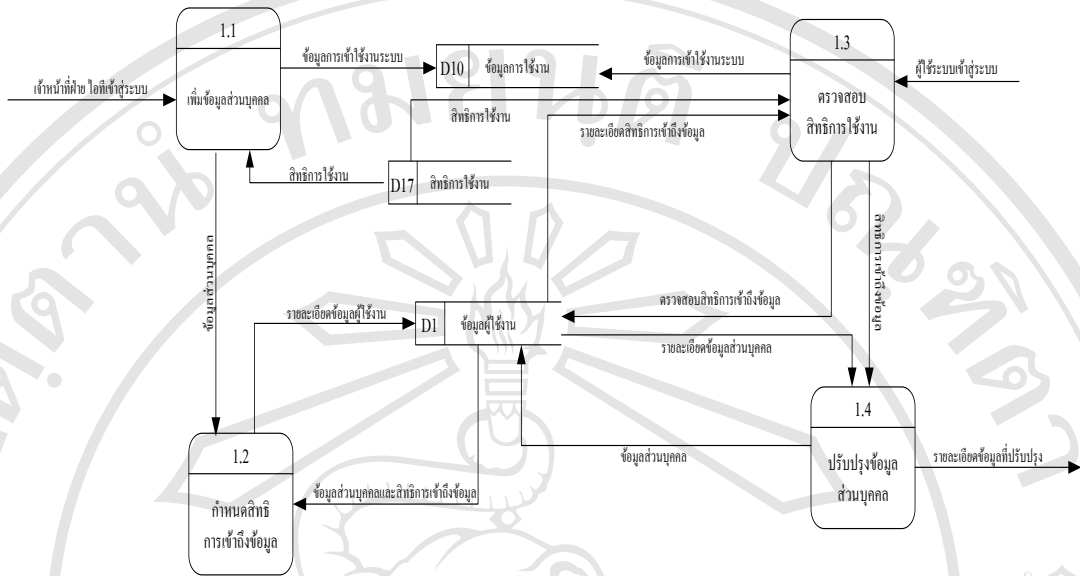 1.1
เพิ่มข้อมูลส่วนบุคคล
เจ้าหน้าที่ฝ่าย ไอทีเข้าสู่ระบบ
ข้อมูลการเข้าใช้งานระบบ
D10
ข้อมูลการใช้งาน
ข้อมูลการเข้าใช้งานระบบ
1.3
ตรวจสอบ
สิทธิการใช้งาน
ผู้ใช้ระบบเข้าสู่ระบบ
สิทธิการใช้งาน
รายละเอียดสิทธิการเข้าถึงข้อมูล
สิทธิการใช้งาน
D17
สิทธิการใช้งาน
ข้อมูลส่วนบุคคล
สิทธิการเข้าถึงข้อมูล
รายละเอียดข้อมูลผู้ใช้งาน
D1
ข้อมูลผู้ใช้งาน
ตรวจสอบสิทธิการเข้าถึงข้อมูล
รายละเอียดข้อมูลส่วนบุคคล
1.4
ปรับปรุงข้อมูล
ส่วนบุคคล
ข้อมูลส่วนบุคคล
รายละเอียดข้อมูลที่ปรับปรุง
1.2
กำหนดสิทธิ
การเข้าถึงข้อมูล
ข้อมูลส่วนบุคคลและสิทธิการเข้าถึงข้อมูล